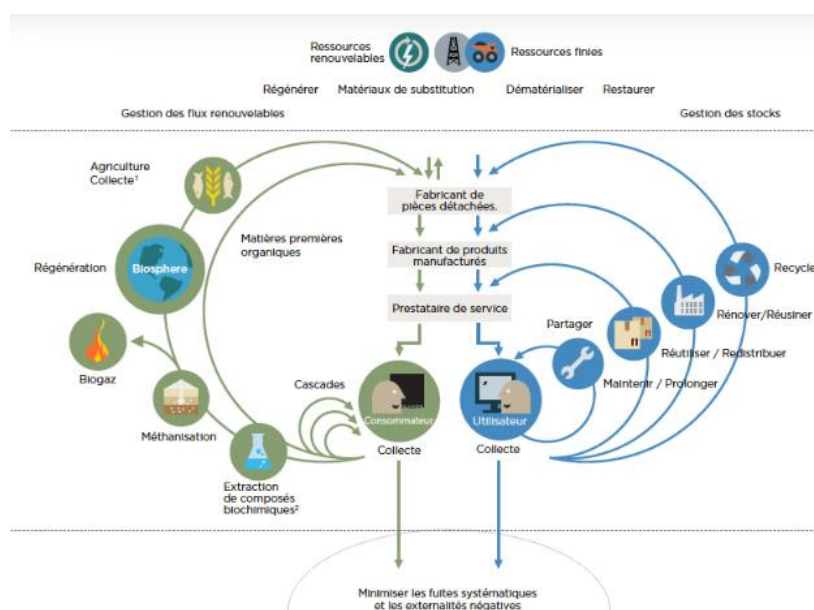 Ressources
renouvelables
Ressources finies
Régénérer
Matériaux de substitution
Dématérialiser
Restaurer
Gestion des flux renouvelables
Gestion des stocks
Agriculture
Collecte¹
Fabricant de
pièces détachées.
Matières premières
organiques
Fabricant de produits
manufacturés
Régénération
Biosphere
Recycler
Prestataire de service
Rénover/Réusiner
Partager
Réutiliser / Redistribuer
Biogaz
Maintenir / Prolonger
Cascades
Consommateur
Utilisateur
Méthanisation
Collecte
Collecte
Extraction
de composés
biochimiques²
Minimiser les fuites systématiques
et les externalités négatives